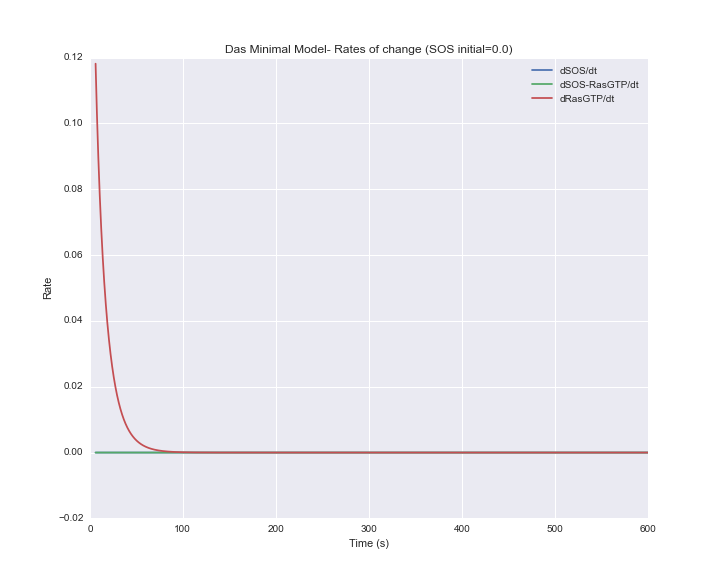 Das Minimal Model- Rates of change (SOS initial=0.0)
0.12
0.10
0.08
0.06
0.04
0.02
0.00
−0.02
Rate
dSOS/dt
dSOS-RasGTP/dt
dRasGTP/dt
0 100 200 300 400 500 600
Time (s)